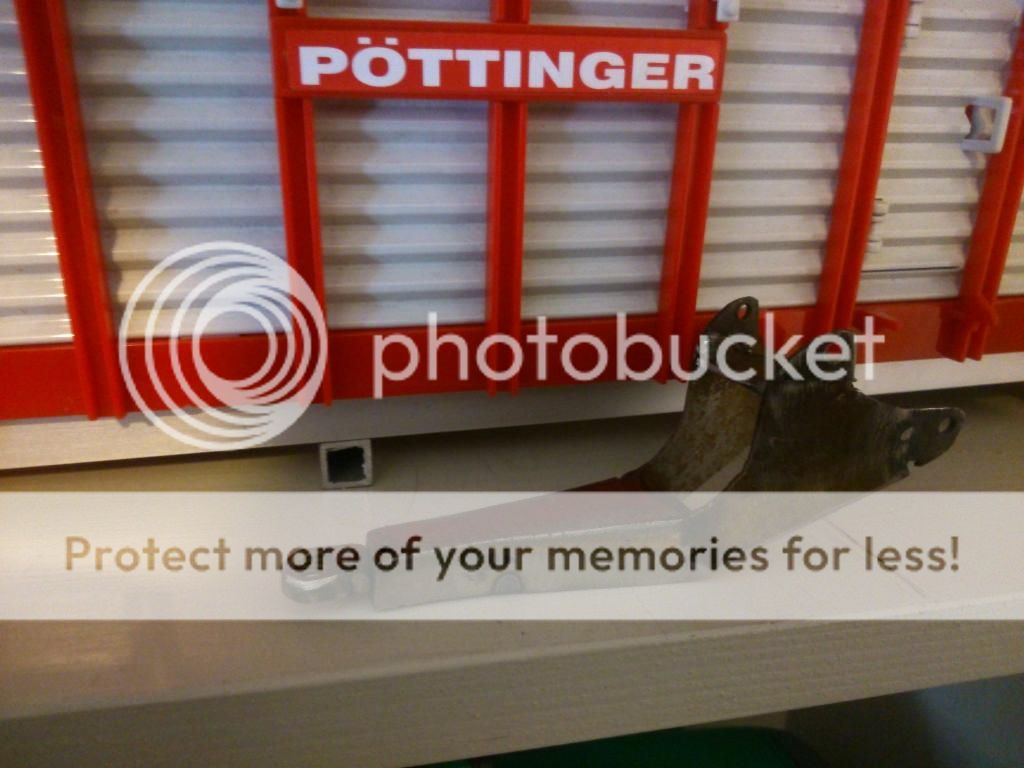 PÖTTINGER
photobucket
Protect more of your memories for less!